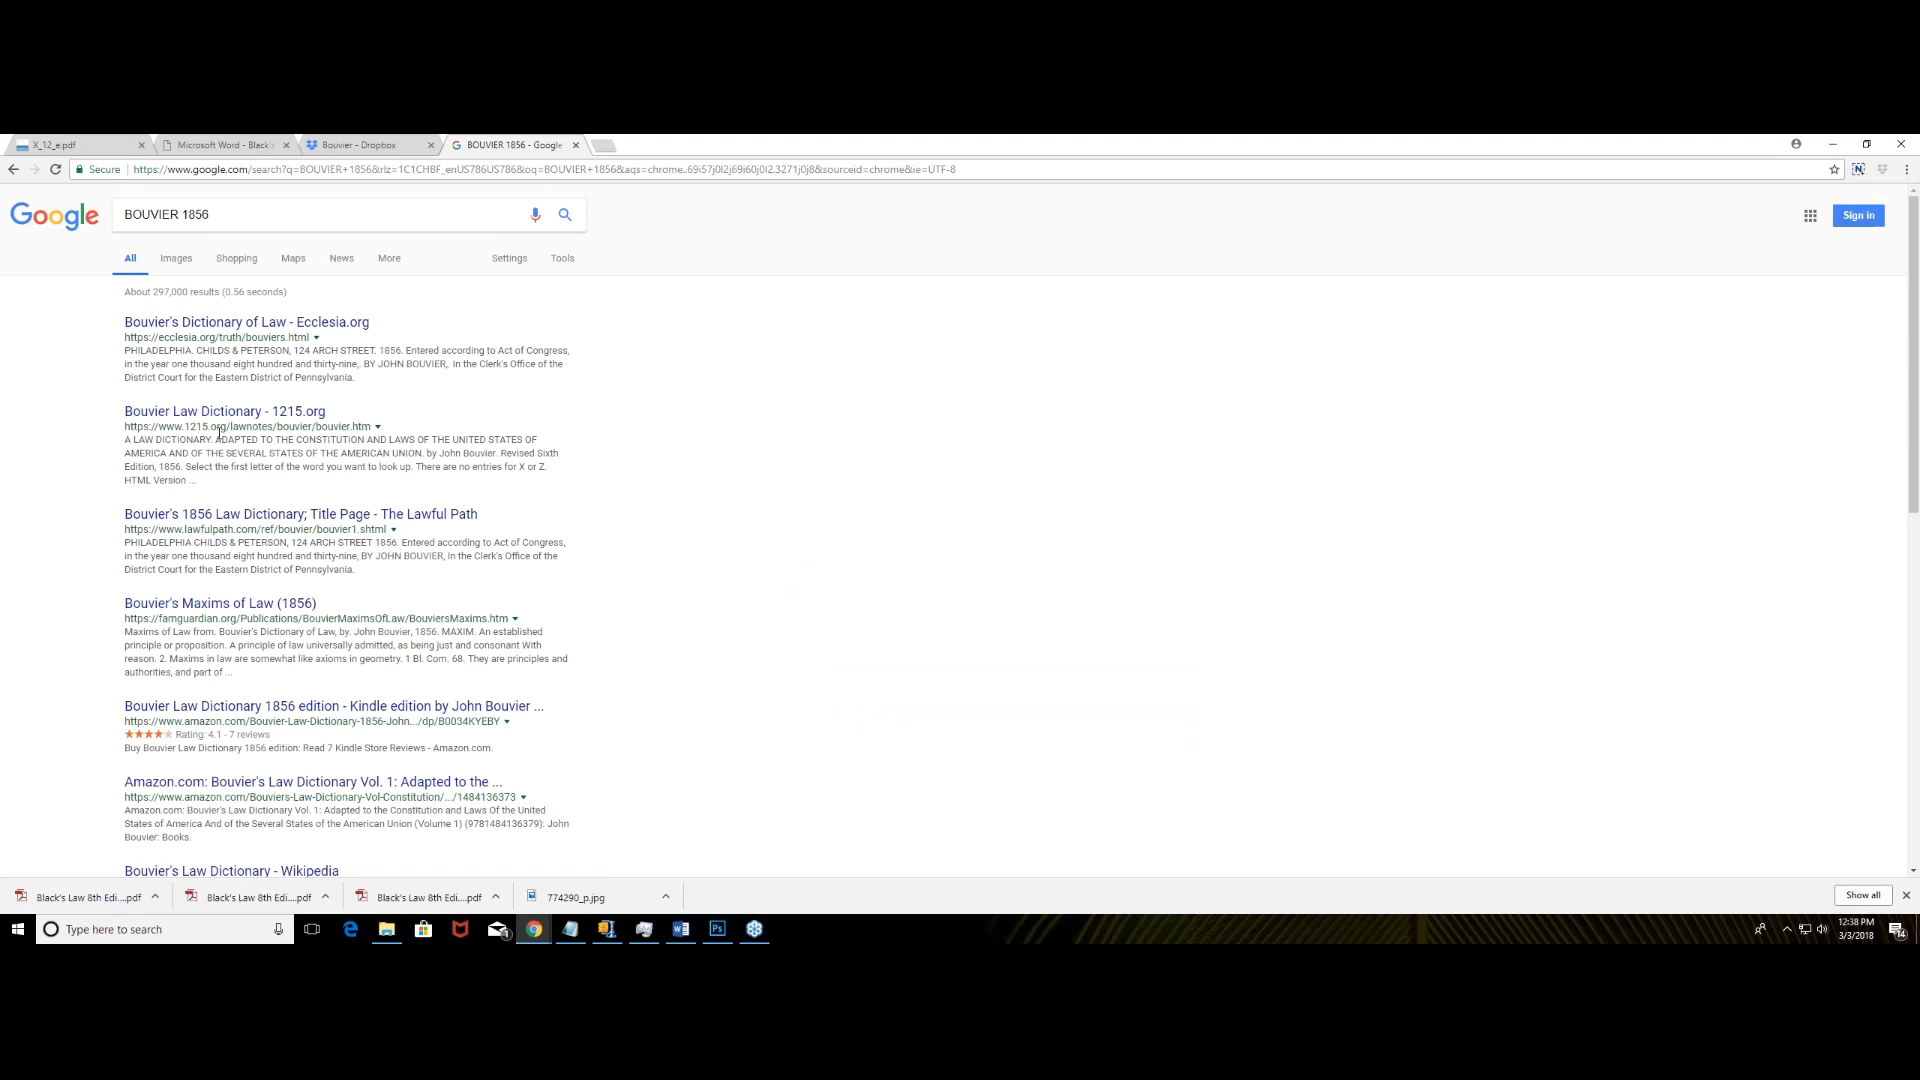 X_12_e.pdf
Microsoft Word - Black's
Bouvier - Dropbox
BOUVIER 1856 - Google
Secure
https://www.google.com/search?q=BOUVIER+1856&rlz=1C1CHBF_enUS786US786&oq=BOUVIER+1856&aqs=chrome..69i57j0l2j69i60j0l2.3271j0j8&sourceid=chrome&ie=UTF-8
Google
BOUVIER 1856
Sign in
All Images Shopping Maps News More Settings Tools
About 297,000 results (0.56 seconds)
Bouvier's Dictionary of Law - Ecclesia.org
https://ecclesia.org/truth/bouviers.html
PHILADELPHIA. CHILDS & PETERSON, 124 ARCH STREET. 1856. Entered according to Act of Congress,
in the year one thousand eight hundred and thirty-nine,. BY JOHN BOUVIER,. In the Clerk's Office of the
District Court for the Eastern District of Pennsylvania.
Bouvier Law Dictionary - 1215.org
https://www.1215.org/lawnotes/bouvier/bouvier.htm
A LAW DICTIONARY. ADAPTED TO THE CONSTITUTION AND LAWS OF THE UNITED STATES OF
AMERICA AND OF THE SEVERAL STATES OF THE AMERICAN UNION. by John Bouvier. Revised Sixth
Edition, 1856. Select the first letter of the word you want to look up. There are no entries for X or Z.
HTML Version ...
Bouvier's 1856 Law Dictionary; Title Page - The Lawful Path
https://www.lawfulpath.com/ref/bouvier/bouvier1.shtml
PHILADELPHIA CHILDS & PETERSON, 124 ARCH STREET 1856. Entered according to Act of Congress,
in the year one thousand eight hundred and thirty-nine, BY JOHN BOUVIER, In the Clerk's Office of the
District Court for the Eastern District of Pennsylvania.
Bouvier's Maxims of Law (1856)
https://famguardian.org/Publications/BouvierMaximsOfLaw/BouviersMaxims.htm
Maxims of Law from. Bouvier's Dictionary of Law, by. John Bouvier, 1856. MAXIM. An established
principle or proposition. A principle of law universally admitted, as being just and consonant With
reason. 2. Maxims in law are somewhat like axioms in geometry. 1 Bl. Com. 68. They are principles and
authorities, and part of ...
Bouvier Law Dictionary 1856 edition - Kindle edition by John Bouvier ...
https://www.amazon.com/Bouvier-Law-Dictionary-1856-John.../dp/B0034KYEBY
Rating: 4.1 - 7 reviews
Buy Bouvier Law Dictionary 1856 edition: Read 7 Kindle Store Reviews - Amazon.com.
Amazon.com: Bouvier's Law Dictionary Vol. 1: Adapted to the ...
https://www.amazon.com/Bouviers-Law-Dictionary-Vol-Constitution/.../1484136373
Amazon.com: Bouvier's Law Dictionary Vol. 1: Adapted to the Constitution and Laws Of the United
States of America And of the Several States of the American Union (Volume 1) (9781484136379): John
Bouvier: Books.
Bouvier's Law Dictionary - Wikipedia
Black's Law 8th Edi....pdf
Black's Law 8th Edi....pdf
Black's Law 8th Edi....pdf
774290_p.jpg
Show all
Type here to search
12:38 PM
3/3/2018
14